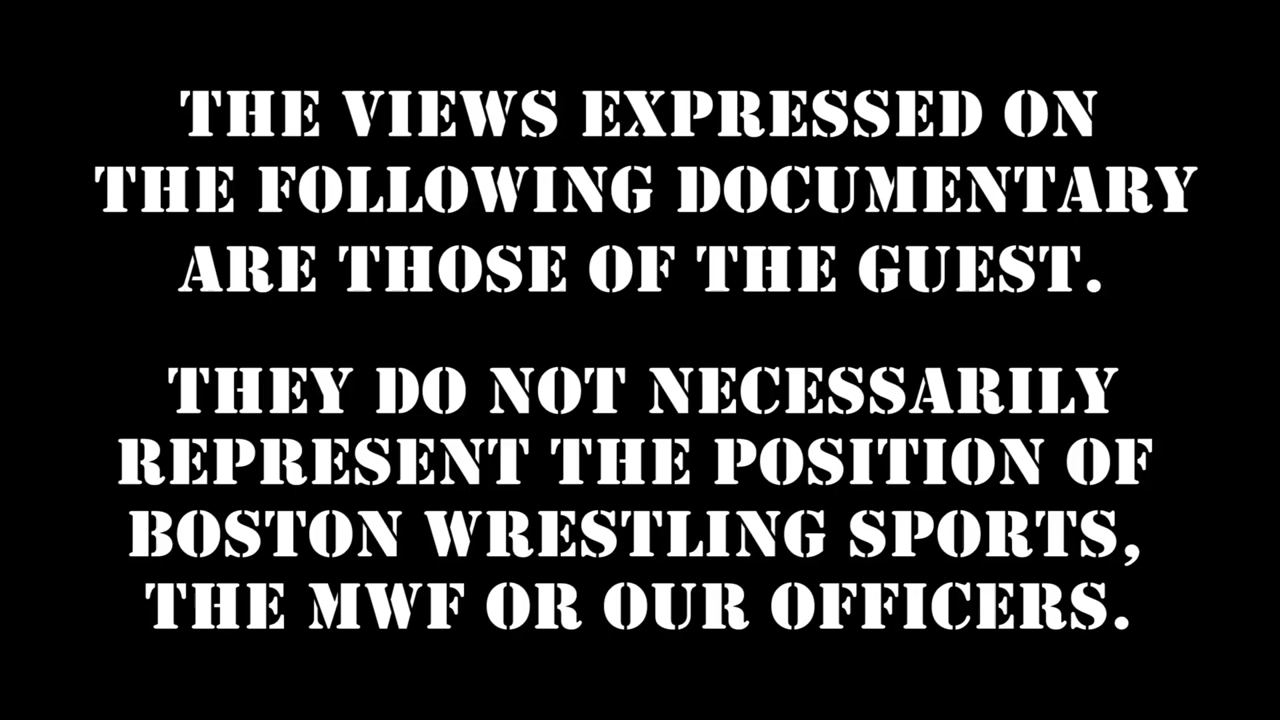 THE VIEWS EXPRESSED ON
THE FOLLOWING DOCUMENTARY
ARE THOSE OF THE GUEST.
THEY DO NOT NECESSARILY
REPRESENT THE POSITION OF
BOSTON WRESTLING SPORTS,
THE MWF OR OUR OFFICERS.